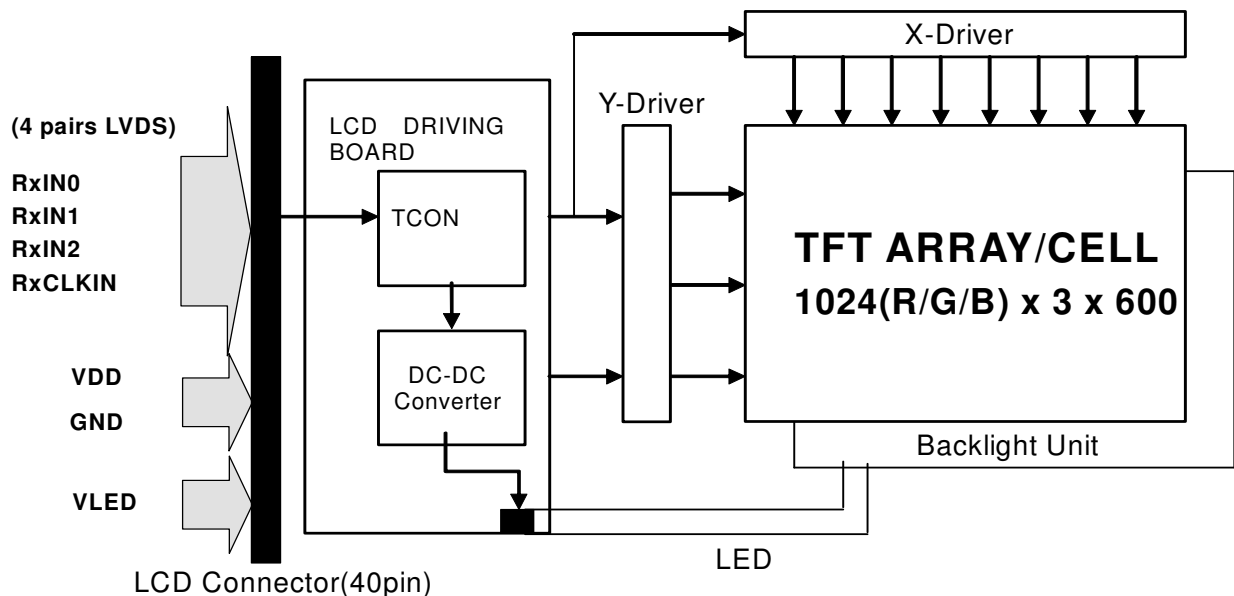 X-Driver
Y-Driver
(4 pairs LVDS)
LCD DRIVING
BOARD
RxIN0
RxIN1
RxIN2
RxCLKIN
TCON
TFT ARRAY/CELL
1024(R/G/B) x 3 x 600
VDD
GND
DC-DC
Converter
Backlight Unit
VLED
LED
LCD Connector(40pin)